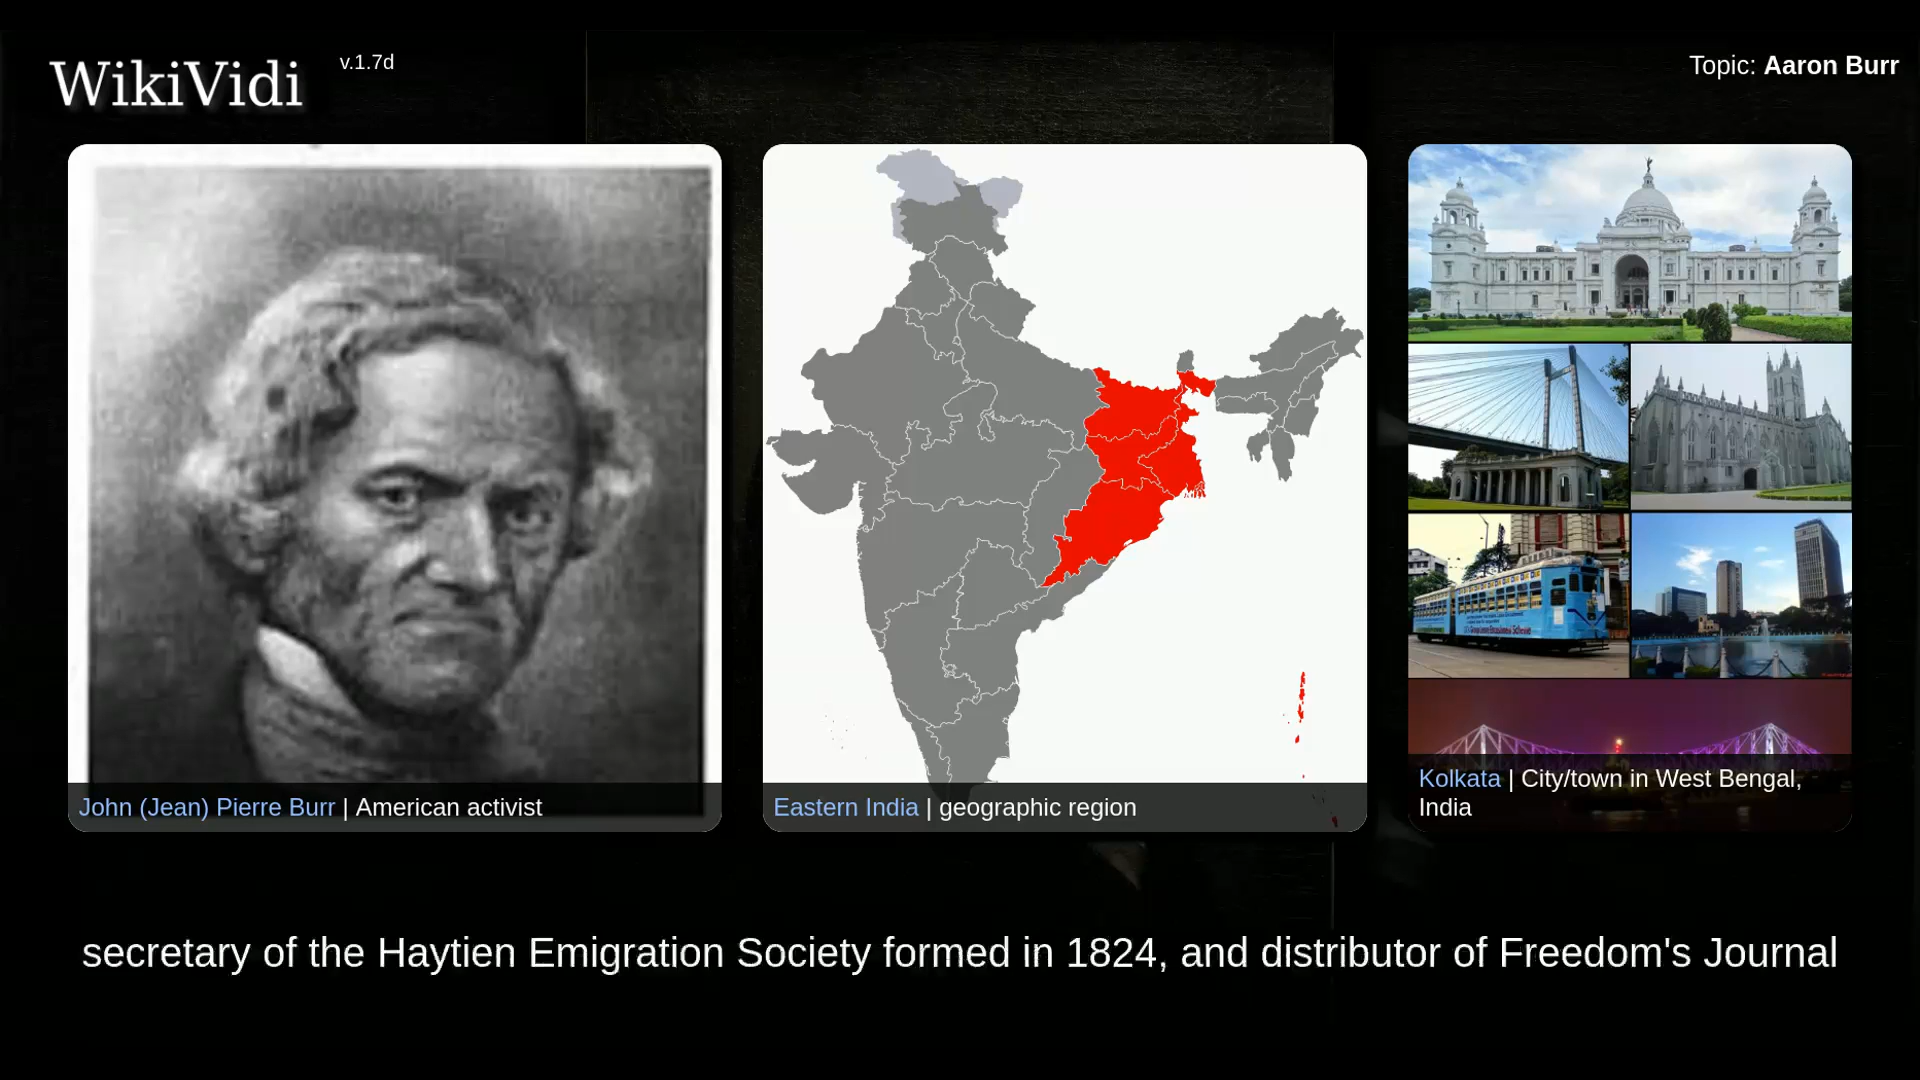 WikiVidi
v.1.7d
Topic: Aaron Burr
John (Jean) Pierre Burr | American activist
Eastern India | geographic region
Kolkata | City/town in West Bengal,
India
secretary of the Haytien Emigration Society formed in 1824, and distributor of Freedom's Journal